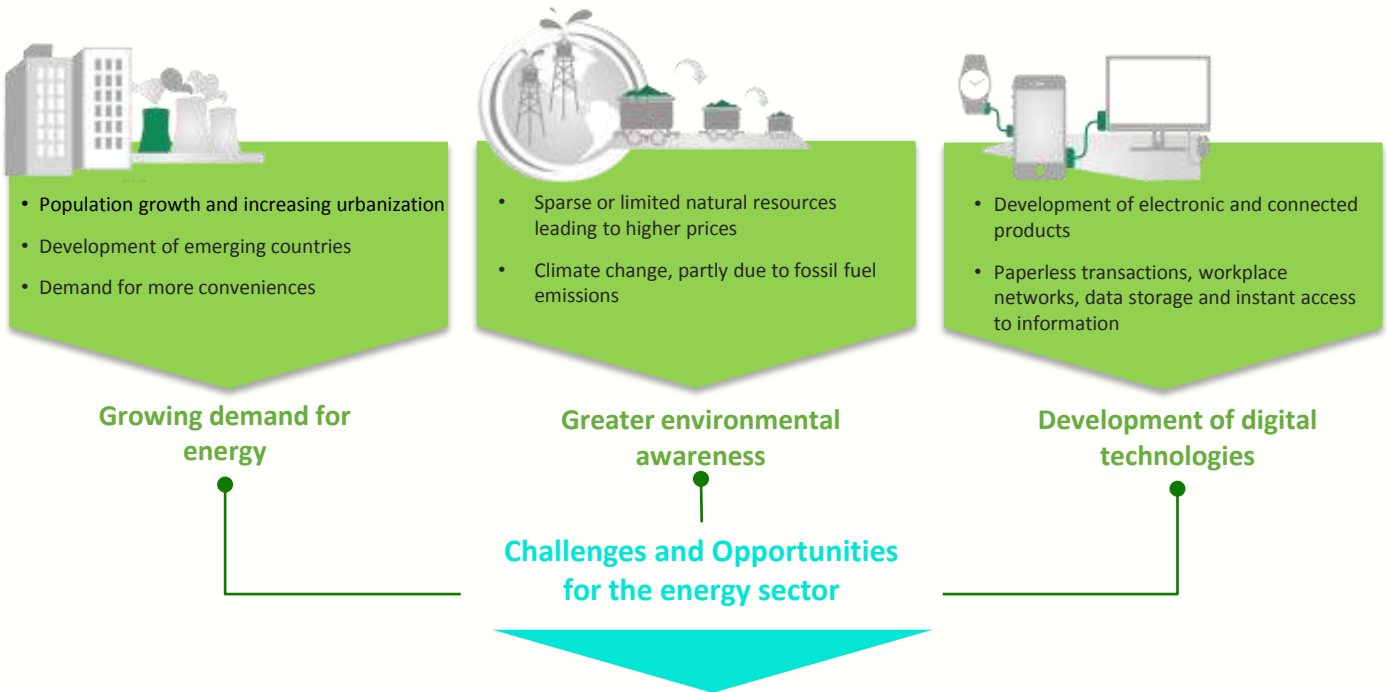 • Population growth and increasing urbanization
• Development of emerging countries
• Demand for more conveniences
Growing demand for
energy
• Sparse or limited natural resources
leading to higher prices
• Climate change, partly due to fossil fuel
emissions
Greater environmental
awareness
• Development of electronic and connected
products
• Paperless transactions, workplace
networks, data storage and instant access
to information
Development of digital
technologies
Challenges and Opportunities
for the energy sector